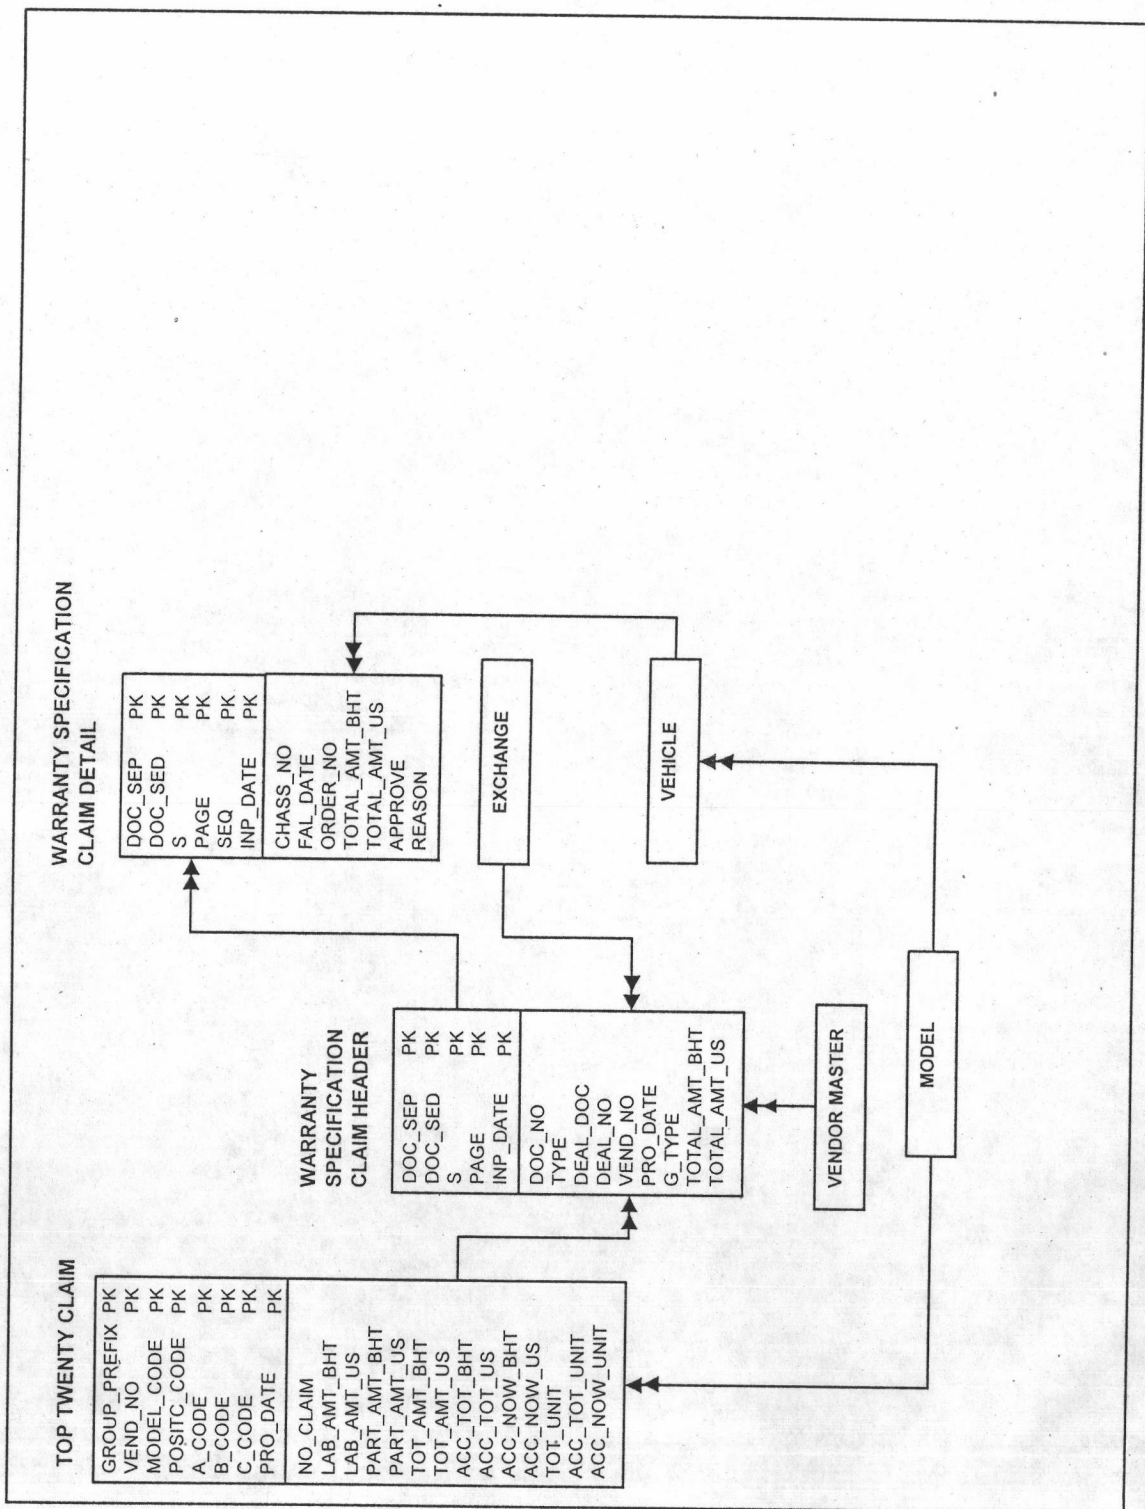 TOP TWENTY CLAIM
GROUP_PREFIX PK
VEND_NO PK
MODEL_CODE PK
POSITC_CODE PK
A_CODE PK
B_CODE PK
C_CODE PK
PRO_DATE PK
NO_CLAIM
LAB_AMT_BHT
LAB_AMT_US
PART_AMT_BHT
PART_AMT_US
TOT_AMT_BHT
TOT_AMT_US
ACC_TOT_BHT
ACC_TOT_US
ACC_NOW_BHT
ACC_NOW_US
TOT_UNIT
ACC_TOT_UNIT
ACC_NOW_UNIT
WARRANTY
SPECIFICATION
CLAIM HEADER
DOC_SEP PK
DOC_SED PK
S PK
PAGE PK
INP_DATE PK
DOC_NO
TYPE
DEAL_DOC
DEAL_NO
VEND_NO
PRO_DATE
G_TYPE
TOTAL_AMT_BHT
TOTAL_AMT_US
WARRANTY SPECIFICATION
CLAIM DETAIL
DOC_SEP PK
DOC_SED PK
S PK
PAGE PK
SEQ PK
INP_DATE PK
CHASS_NO
FAL_DATE
ORDER_NO
TOTAL_AMT_BHT
TOTAL_AMT_US
APPROVE
REASON
EXCHANGE
VEHICLE
VENDOR MASTER
MODEL